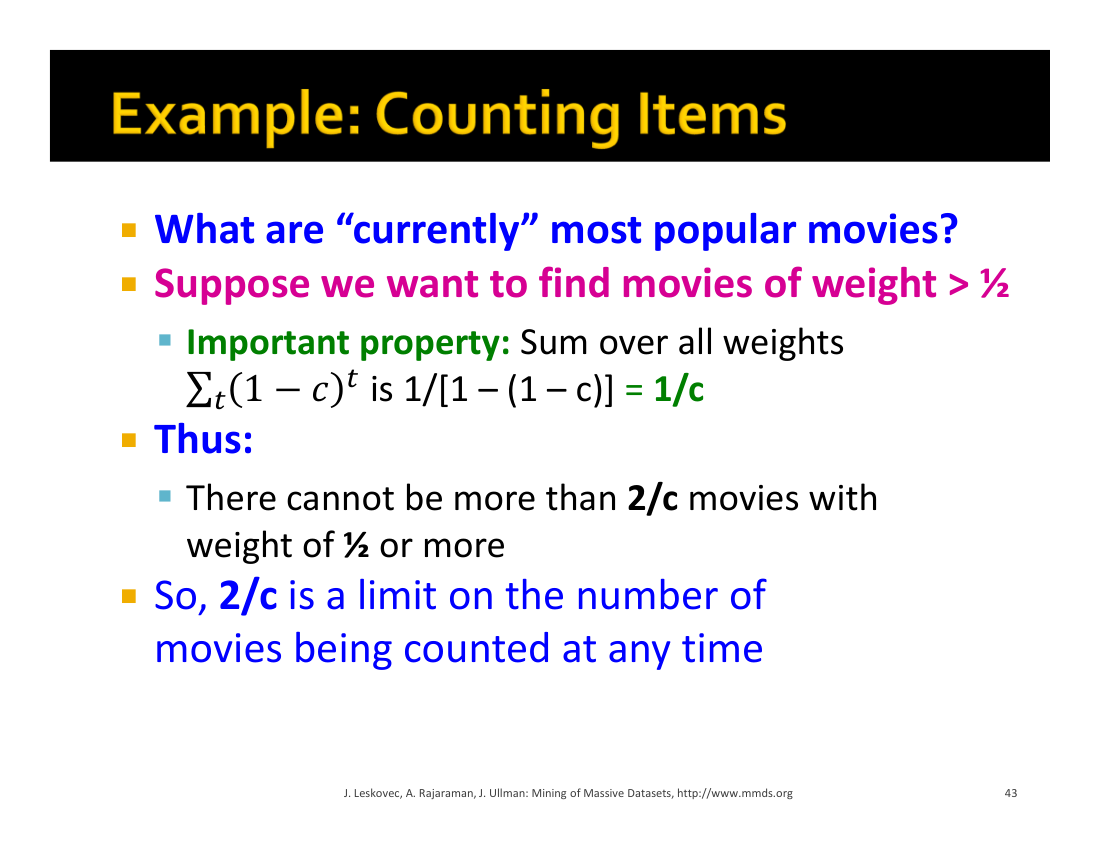 Example: Counting Items
What are “currently” most popular movies?
Suppose we want to find movies of weight > ½
Important property: Sum over all weights
∑ₜ(1 − c)ᵗ is 1/[1 – (1 – c)] = 1/c
Thus:
There cannot be more than 2/c movies with
weight of ½ or more
So, 2/c is a limit on the number of
movies being counted at any time
J. Leskovec, A. Rajaraman, J. Ullman: Mining of Massive Datasets, http://www.mmds.org
43